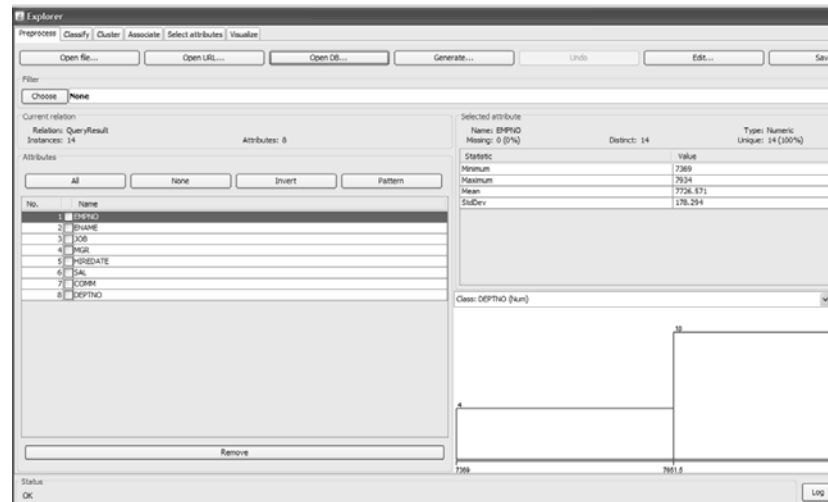 Explorer
Preprocess Classify Cluster Associate Select attributes Visualize
Open file... Open URL... Open DB... Generate... Undo Edit... Sav
Filter
Choose None
Current relation
Relation: QueryResult
Instances: 14 Attributes: 8
Attributes
All None Invert Pattern
No. Name
1 EMPNO
2 ENAME
3 JOB
4 MGR
5 HIREDATE
6 SAL
7 COMM
8 DEPTNO
Remove
Selected attribute
Name: EMPNO Type: Numeric
Missing: 0 (0%) Distinct: 14 Unique: 14 (100%)
Statistic Value
Minimum 7369
Maximum 7934
Mean 7726.571
StdDev 178.294
Class: DEPTNO (Num)
10
4
7369 7651.5
Status
OK Log